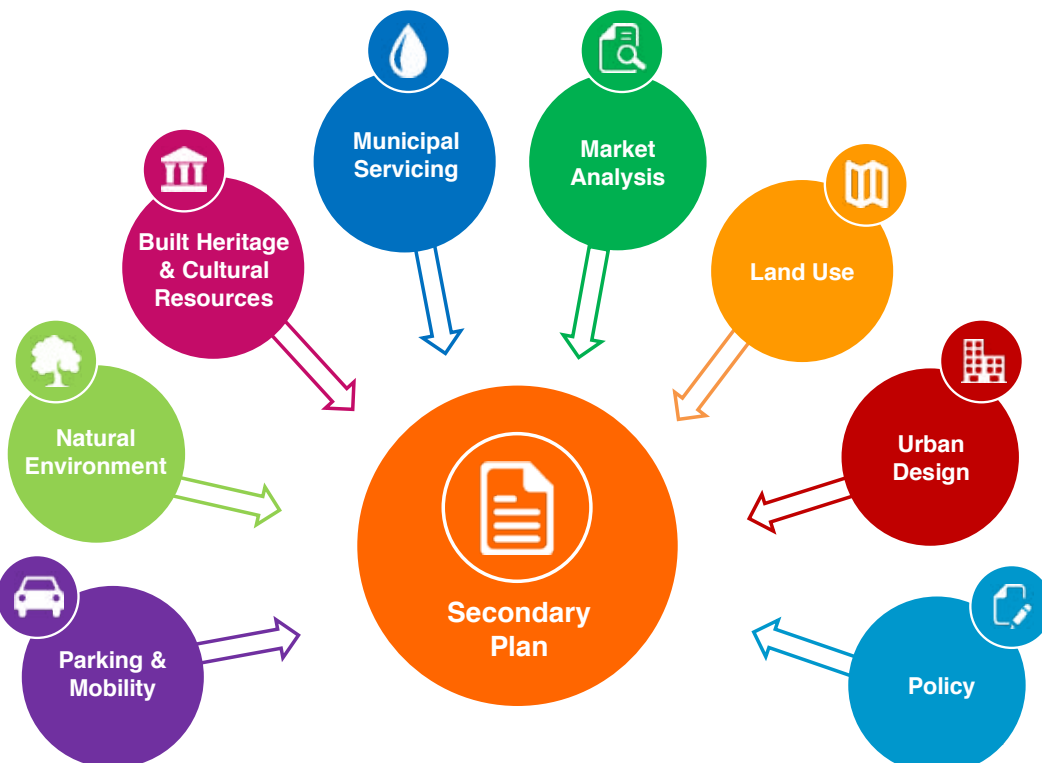 Municipal
Servicing
Market
Analysis
Built Heritage
& Cultural
Resources
Land Use
Natural
Environment
Urban
Design
Secondary
Plan
Parking &
Mobility
Policy